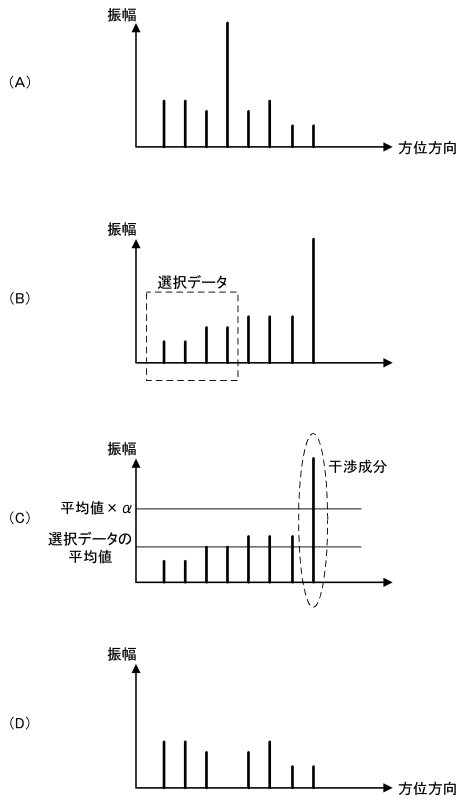 振幅
(A)
方位方向
振幅
選択データ
(B)
振幅
干渉成分
平均値×α
(C)
選択データの
平均値
振幅
(D)
方位方向